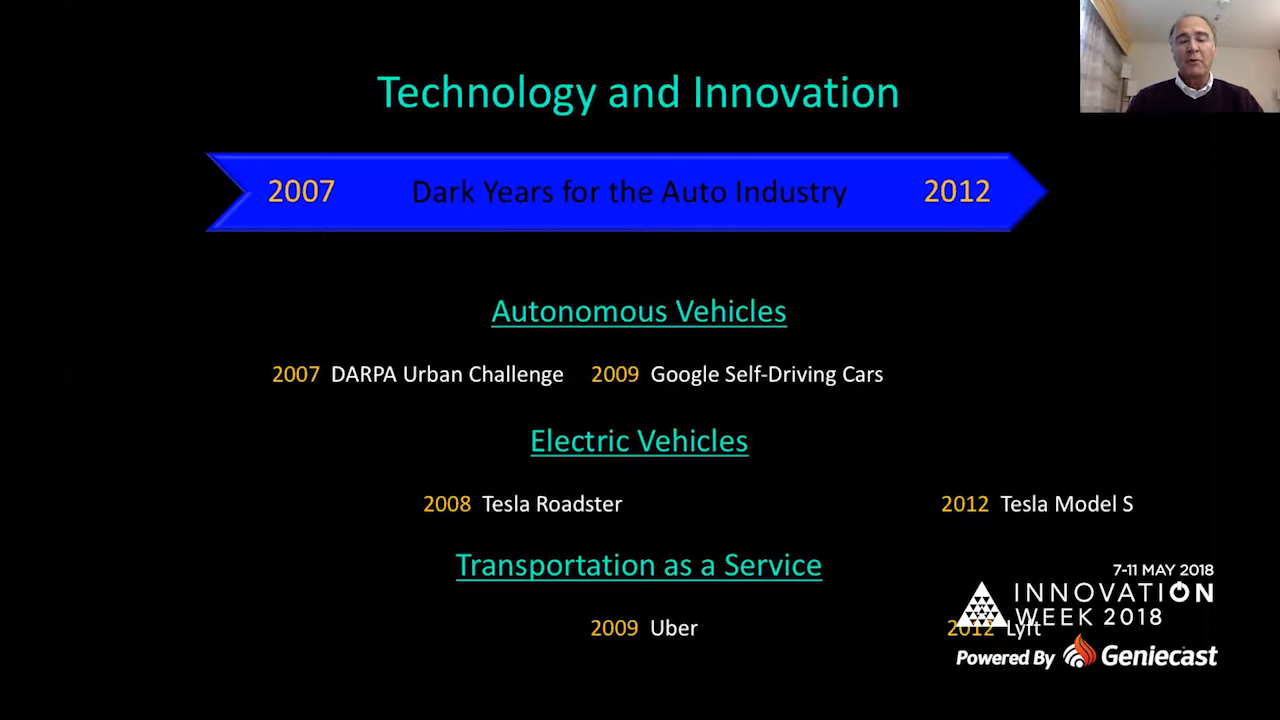 Technology and Innovation
2007 Dark Years for the Auto Industry 2012
Autonomous Vehicles
2007 DARPA Urban Challenge 2009 Google Self-Driving Cars
Electric Vehicles
2008 Tesla Roadster 2012 Tesla Model S
Transportation as a Service
2009 Uber 2012 Lyft
7-11 MAY 2018
INNOVATION
WEEK 2018
Powered By Geniecast